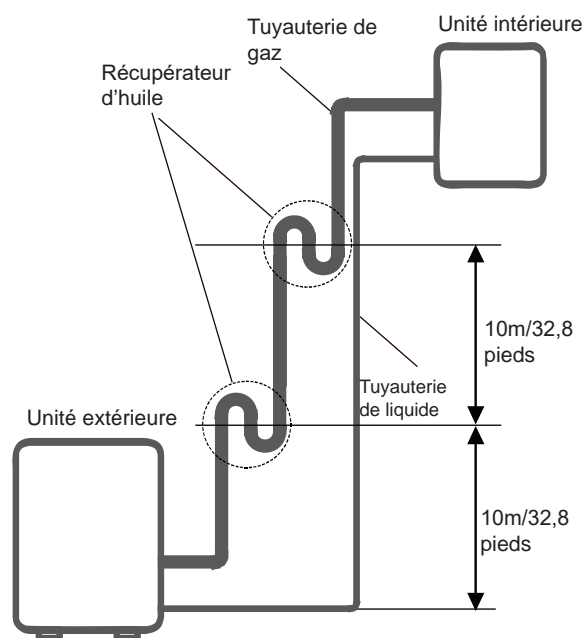 Tuyauterie de
gaz
Unité intérieure
Récupérateur
d’huile
10m/32,8
pieds
Tuyauterie
de liquide
Unité extérieure
10m/32,8
pieds